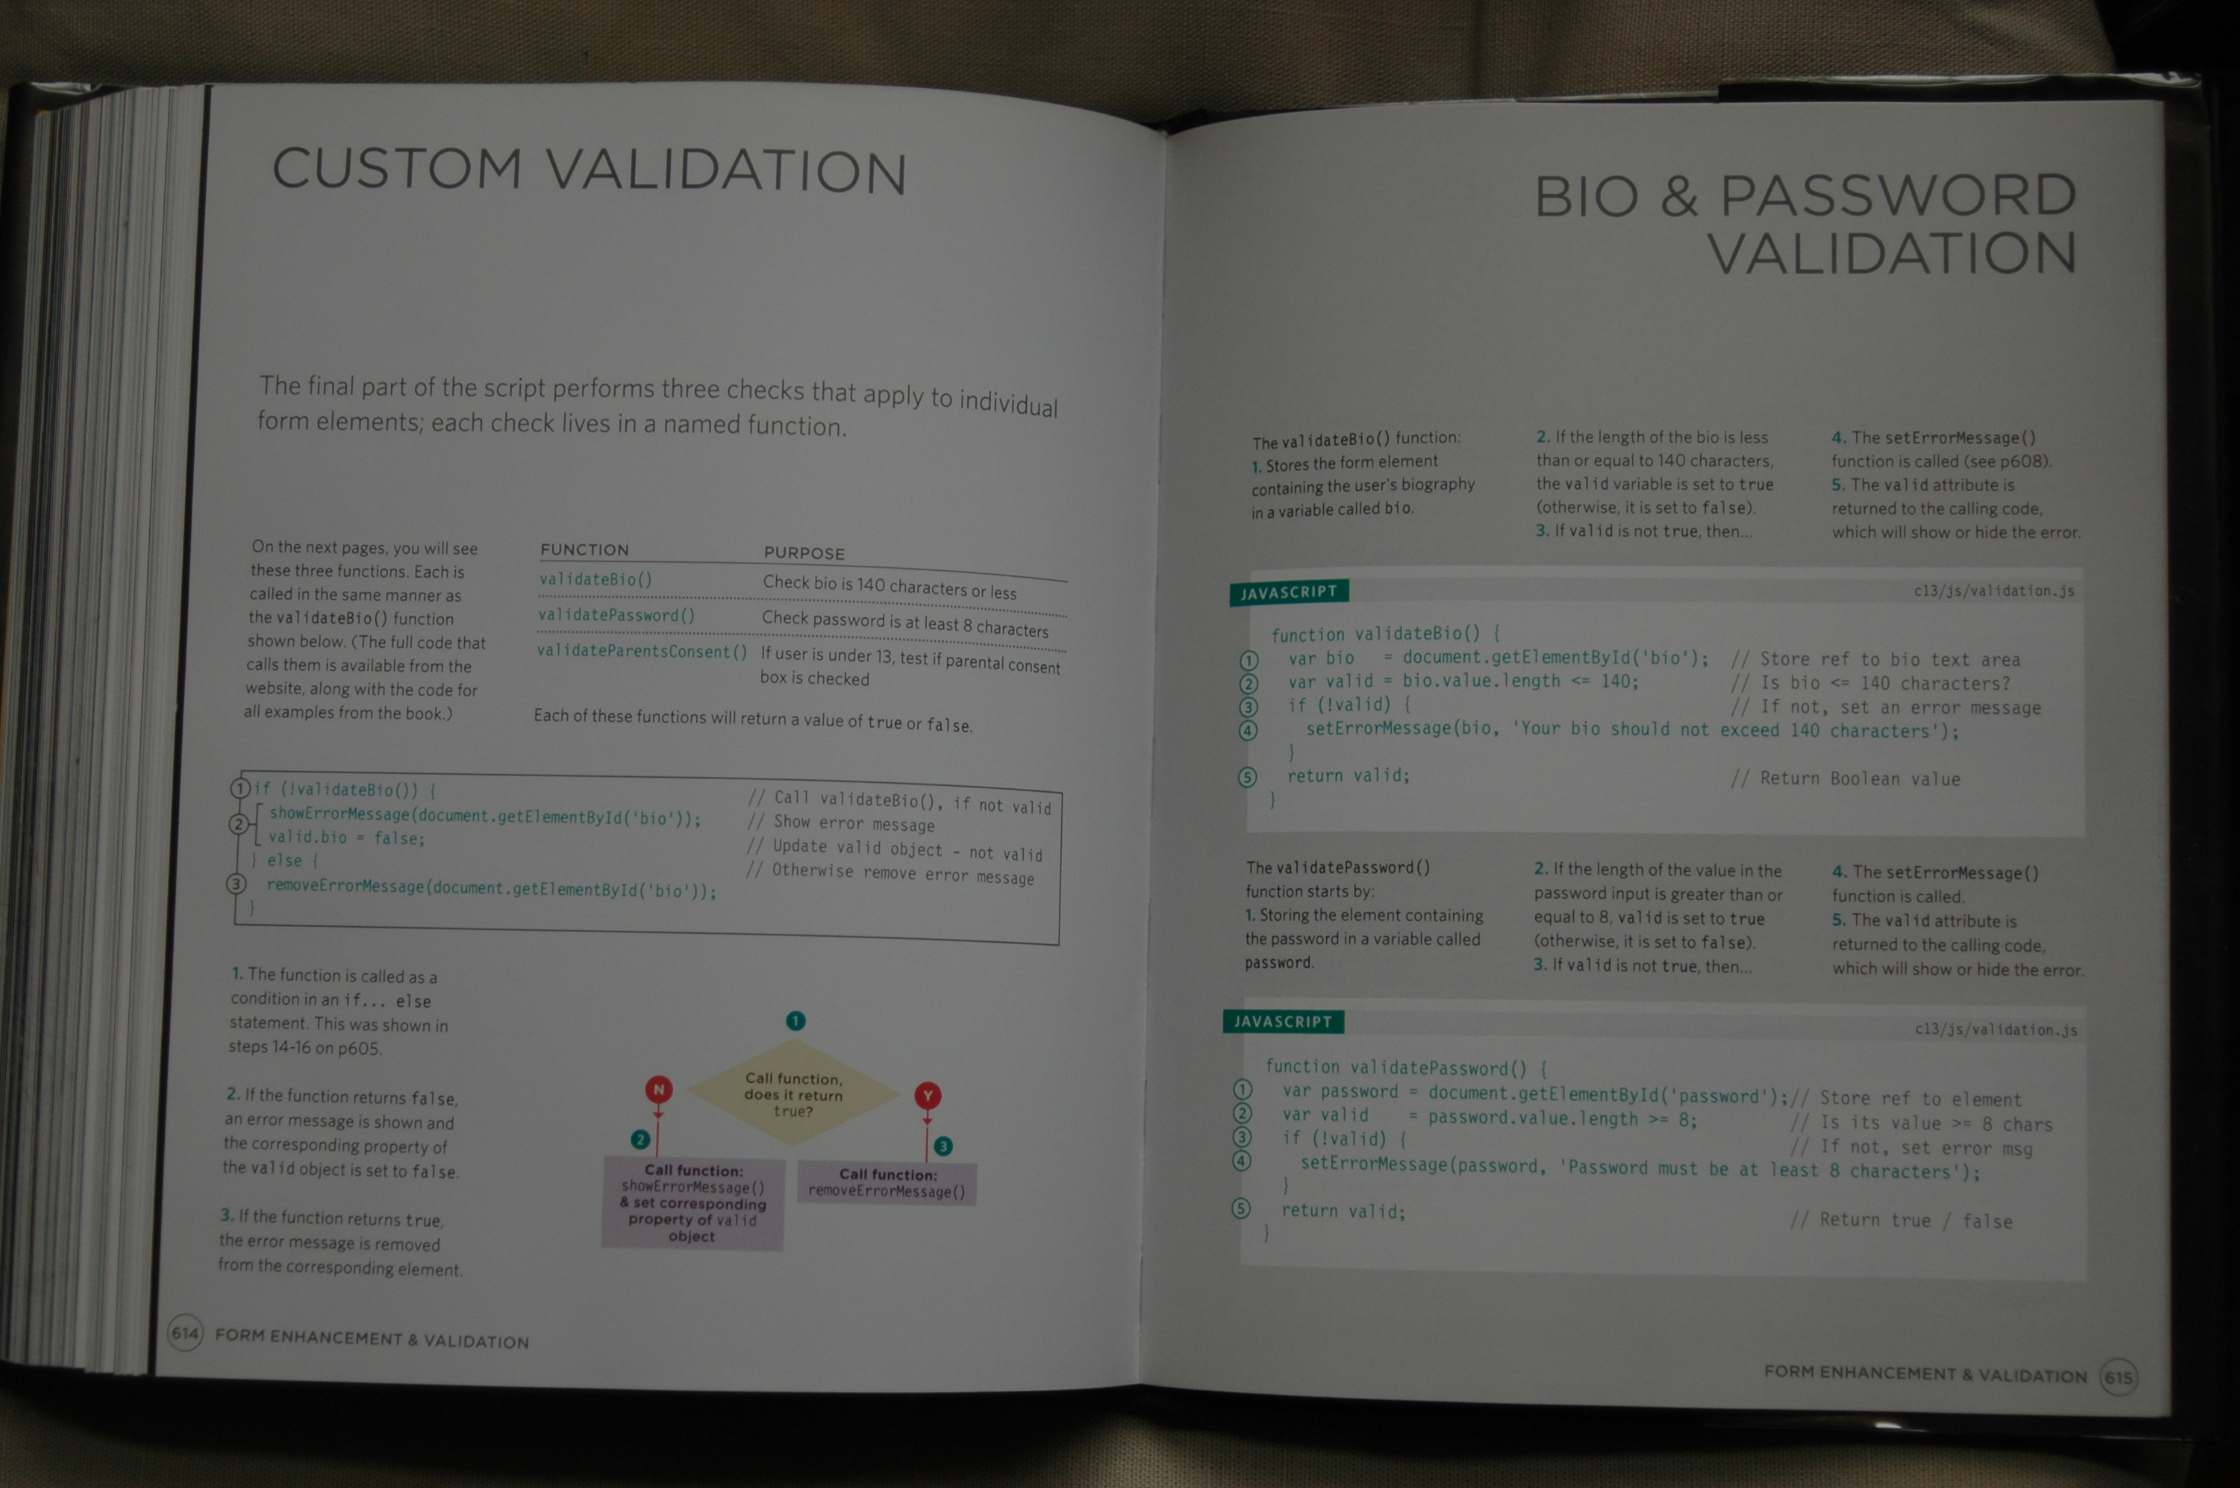 CUSTOM VALIDATION
The final part of the script performs three checks that apply to individual
form elements; each check lives in a named function.
On the next pages, you will see
these three functions. Each is
called in the same manner as
the validateBio() function
shown below. (The full code that
calls them is available from the
website, along with the code for
all examples from the book.)
FUNCTION PURPOSE
validateBio() Check bio is 140 characters or less
validatePassword() Check password is at least 8 characters
validateParentsConsent() If user is under 13, test if parental consent
box is checked
Each of these functions will return a value of true or false.
① if (!validateBio()) { // Call validateBio(), if not valid
② showErrorMessage(document.getElementById('bio')); // Show error message
valid.bio = false; // Update valid object - not valid
} else { // Otherwise remove error message
③ removeErrorMessage(document.getElementById('bio'));
}
1. The function is called as a
condition in an if... else
statement. This was shown in
steps 14-16 on p605.
2. If the function returns false,
an error message is shown and
the corresponding property of
the valid object is set to false.
3. If the function returns true,
the error message is removed
from the corresponding element.
1
Call function,
does it return
true?
N
Y
2
3
Call function:
showErrorMessage()
& set corresponding
property of valid
object
Call function:
removeErrorMessage()
614 FORM ENHANCEMENT & VALIDATION
BIO & PASSWORD
VALIDATION
The validateBio() function:
1. Stores the form element
containing the user's biography
in a variable called bio.
2. If the length of the bio is less
than or equal to 140 characters,
the valid variable is set to true
(otherwise, it is set to false).
3. If valid is not true, then...
4. The setErrorMessage()
function is called (see p608).
5. The valid attribute is
returned to the calling code,
which will show or hide the error.
JAVASCRIPT c13/js/validation.js
function validateBio() {
① var bio = document.getElementById('bio'); // Store ref to bio text area
② var valid = bio.value.length <= 140; // Is bio <= 140 characters?
③ if (!valid) { // If not, set an error message
④ setErrorMessage(bio, 'Your bio should not exceed 140 characters');
}
⑤ return valid; // Return Boolean value
}
The validatePassword()
function starts by:
1. Storing the element containing
the password in a variable called
password.
2. If the length of the value in the
password input is greater than or
equal to 8, valid is set to true
(otherwise, it is set to false).
3. If valid is not true, then...
4. The setErrorMessage()
function is called.
5. The valid attribute is
returned to the calling code,
which will show or hide the error.
JAVASCRIPT c13/js/validation.js
function validatePassword() {
① var password = document.getElementById('password');// Store ref to element
② var valid = password.value.length >= 8; // Is its value >= 8 chars
③ if (!valid) { // If not, set error msg
④ setErrorMessage(password, 'Password must be at least 8 characters');
}
⑤ return valid; // Return true / false
}
FORM ENHANCEMENT & VALIDATION 615